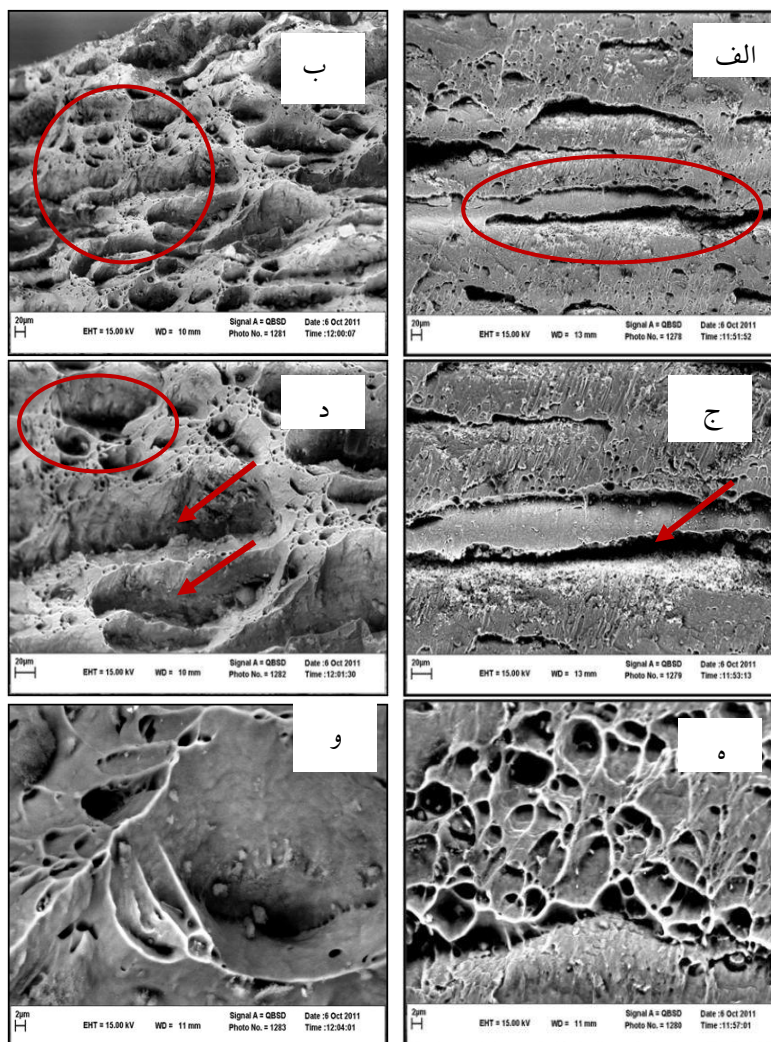 الف
20µm
EHT = 15.00 kV
WD = 13 mm
Signal A = QBSD
Photo No. = 1278
Date :6 Oct 2011
Time :11:51:52
ب
20µm
EHT = 15.00 kV
WD = 10 mm
Signal A = QBSD
Photo No. = 1281
Date :6 Oct 2011
Time :12:00:07
ج
20µm
EHT = 15.00 kV
WD = 13 mm
Signal A = QBSD
Photo No. = 1279
Date :6 Oct 2011
Time :11:53:13
د
20µm
EHT = 15.00 kV
WD = 10 mm
Signal A = QBSD
Photo No. = 1282
Date :6 Oct 2011
Time :12:01:30
ه
2µm
EHT = 15.00 kV
WD = 11 mm
Signal A = QBSD
Photo No. = 1280
Date :6 Oct 2011
Time :11:57:01
و
2µm
EHT = 15.00 kV
WD = 11 mm
Signal A = QBSD
Photo No. = 1283
Date :6 Oct 2011
Time :12:04:01